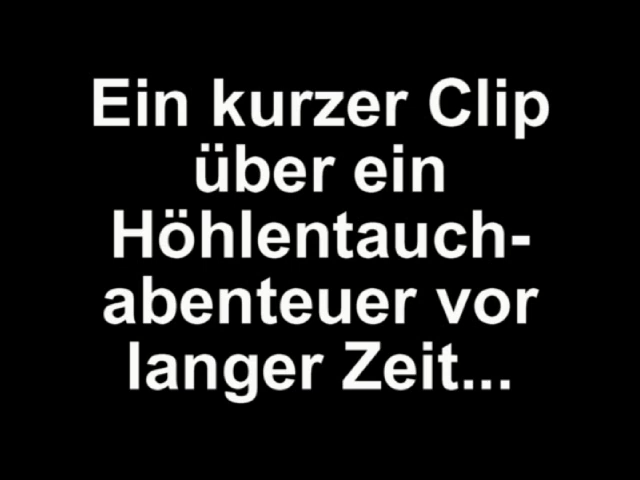 Ein kurzer Clip
über ein
Höhlentauch-
abenteuer vor
langer Zeit...